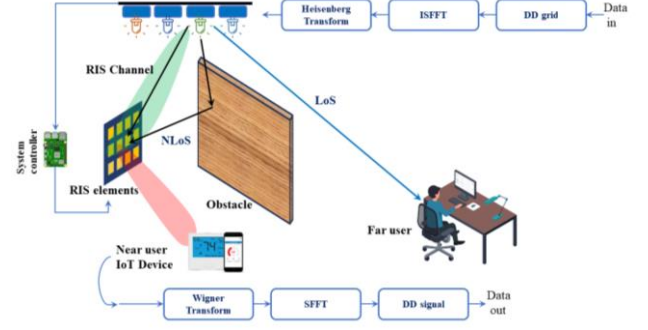 Heisenberg
Transform
ISFFT
DD grid
Data
in
RIS Channel
LoS
NLoS
System
controller
RIS elements
Obstacle
Far user
Near user
IoT Device
Wigner
Transform
SFFT
DD signal
Data
out